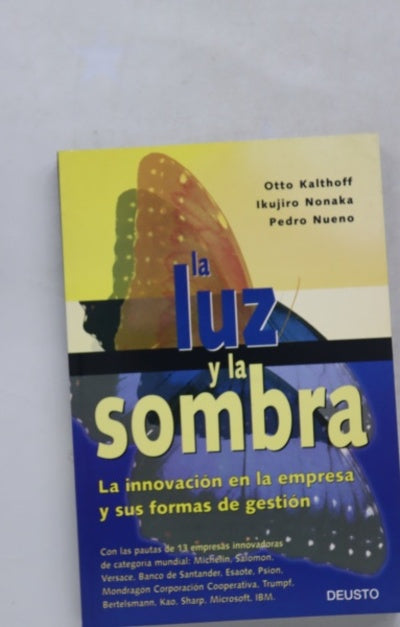 Otto Kalthoff
Ikujiro Nonaka
Pedro Nueno
la
luz
y la
sombra
La innovación en la empresa
y sus formas de gestión
Con las pautas de 13 empresas innovadoras
de categoría mundial: Michelin, Salomon,
Versace, Banco de Santander, Esaote, Psion,
Mondragon Corporación Cooperativa, Trumpf,
Bertelsmann, Kao, Sharp, Microsoft, IBM.
DEUSTO